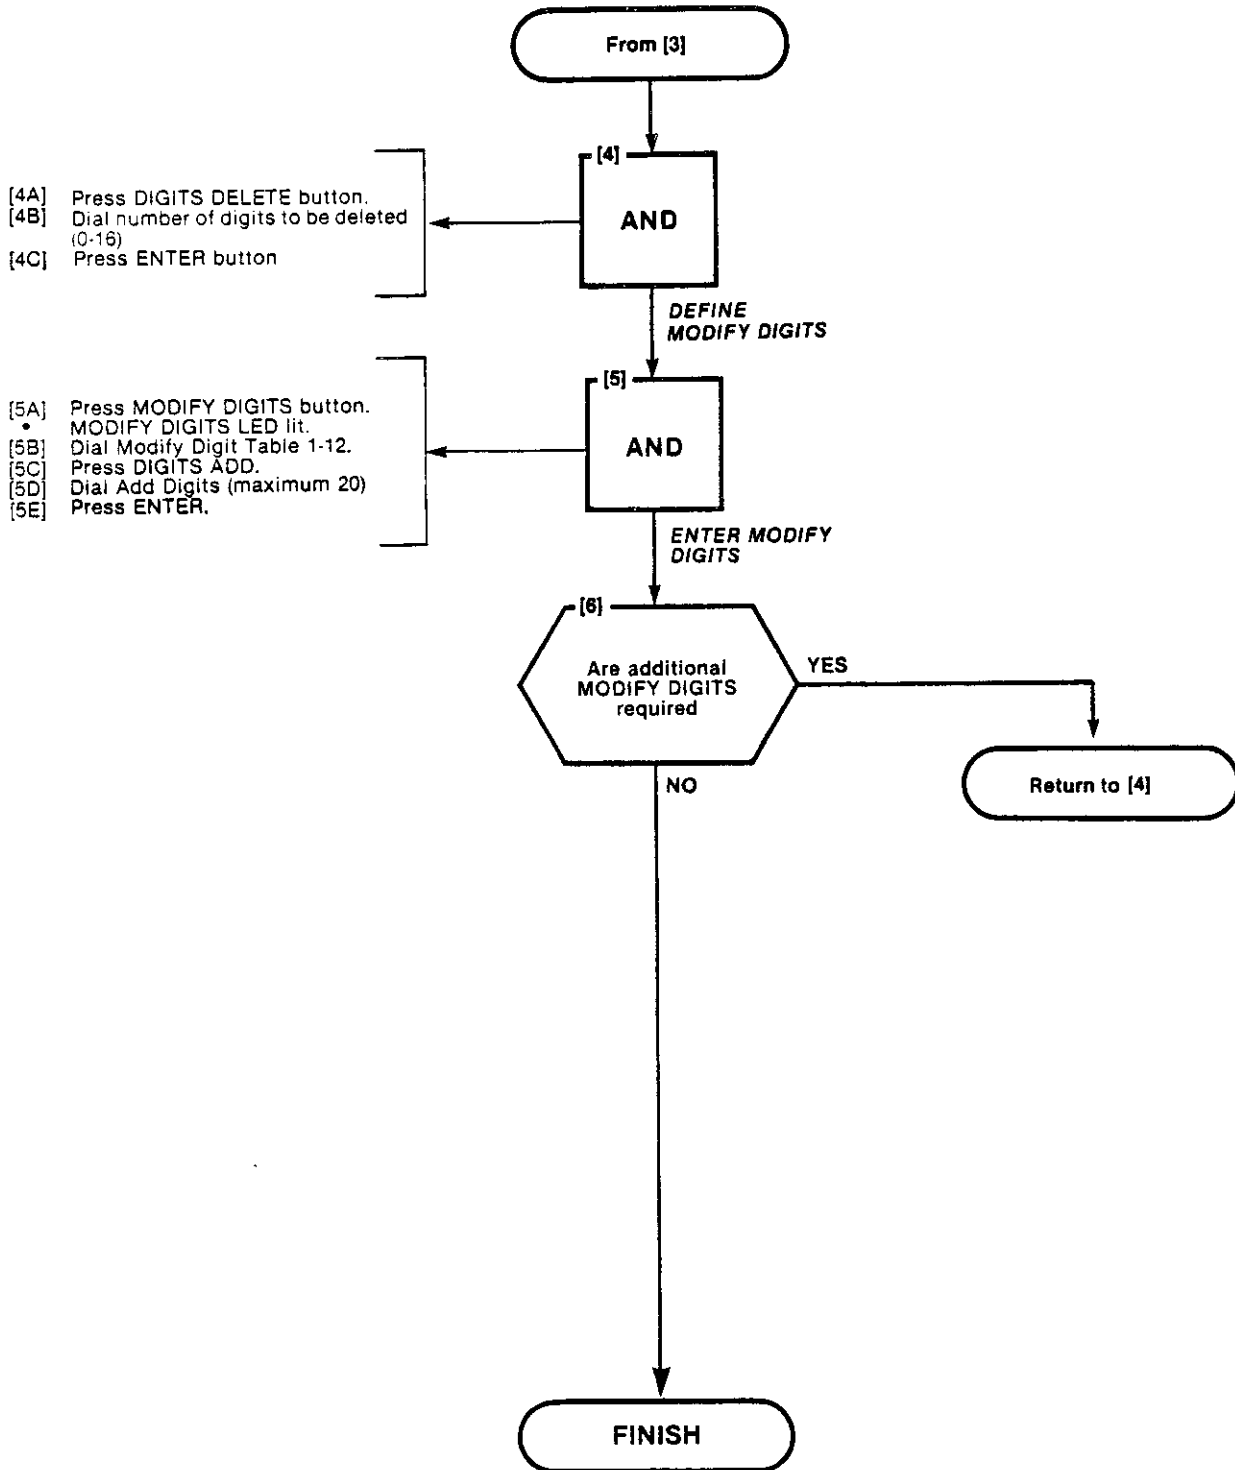 From [3]
[4]
AND
[4A] Press DIGITS DELETE button.
[4B] Dial number of digits to be deleted
(0-16)
[4C] Press ENTER button
DEFINE
MODIFY DIGITS
[5]
AND
[5A] Press MODIFY DIGITS button.
• MODIFY DIGITS LED lit.
[5B] Dial Modify Digit Table 1-12.
[5C] Press DIGITS ADD.
[5D] Dial Add Digits (maximum 20)
[5E] Press ENTER.
ENTER MODIFY
DIGITS
[6]
Are additional
MODIFY DIGITS
required
YES
Return to [4]
NO
FINISH